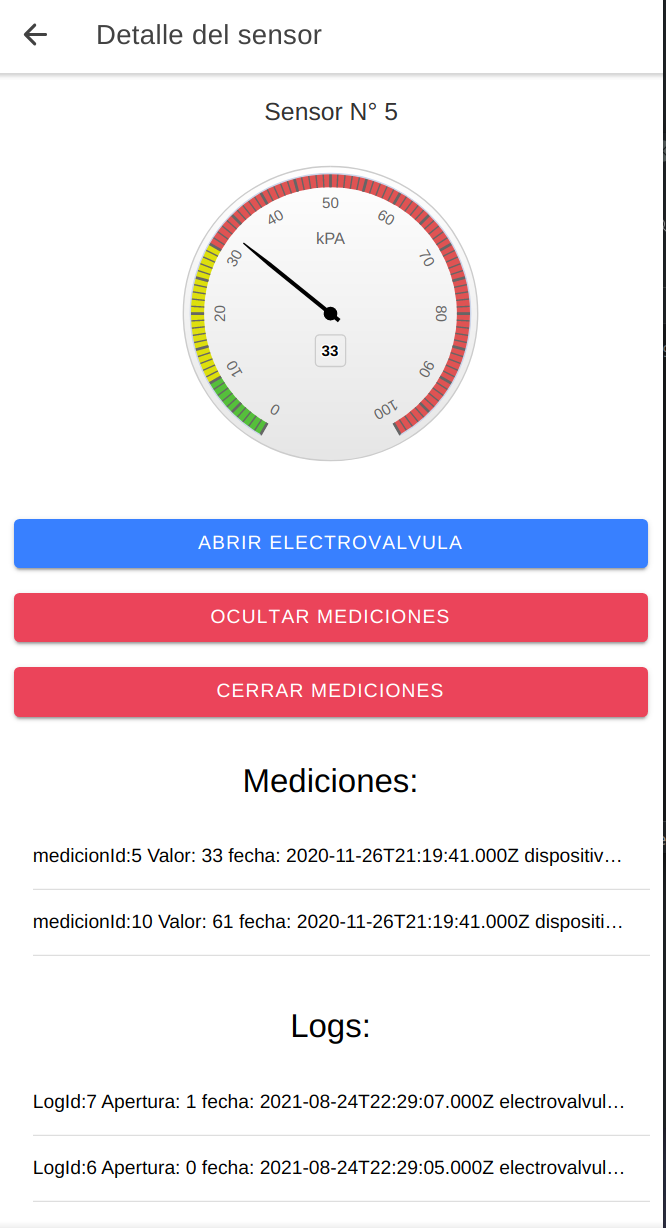 Detalle del sensor
Sensor N° 5
0
10
20
30
40
50
60
70
80
90
100
kPA
33
ABRIR ELECTROVALVULA
OCULTAR MEDICIONES
CERRAR MEDICIONES
Mediciones:
medicionId:5 Valor: 33 fecha: 2020-11-26T21:19:41.000Z dispositiv…
medicionId:10 Valor: 61 fecha: 2020-11-26T21:19:41.000Z dispositi…
Logs:
LogId:7 Apertura: 1 fecha: 2021-08-24T22:29:07.000Z electrovalvul…
LogId:6 Apertura: 0 fecha: 2021-08-24T22:29:05.000Z electrovalvul…